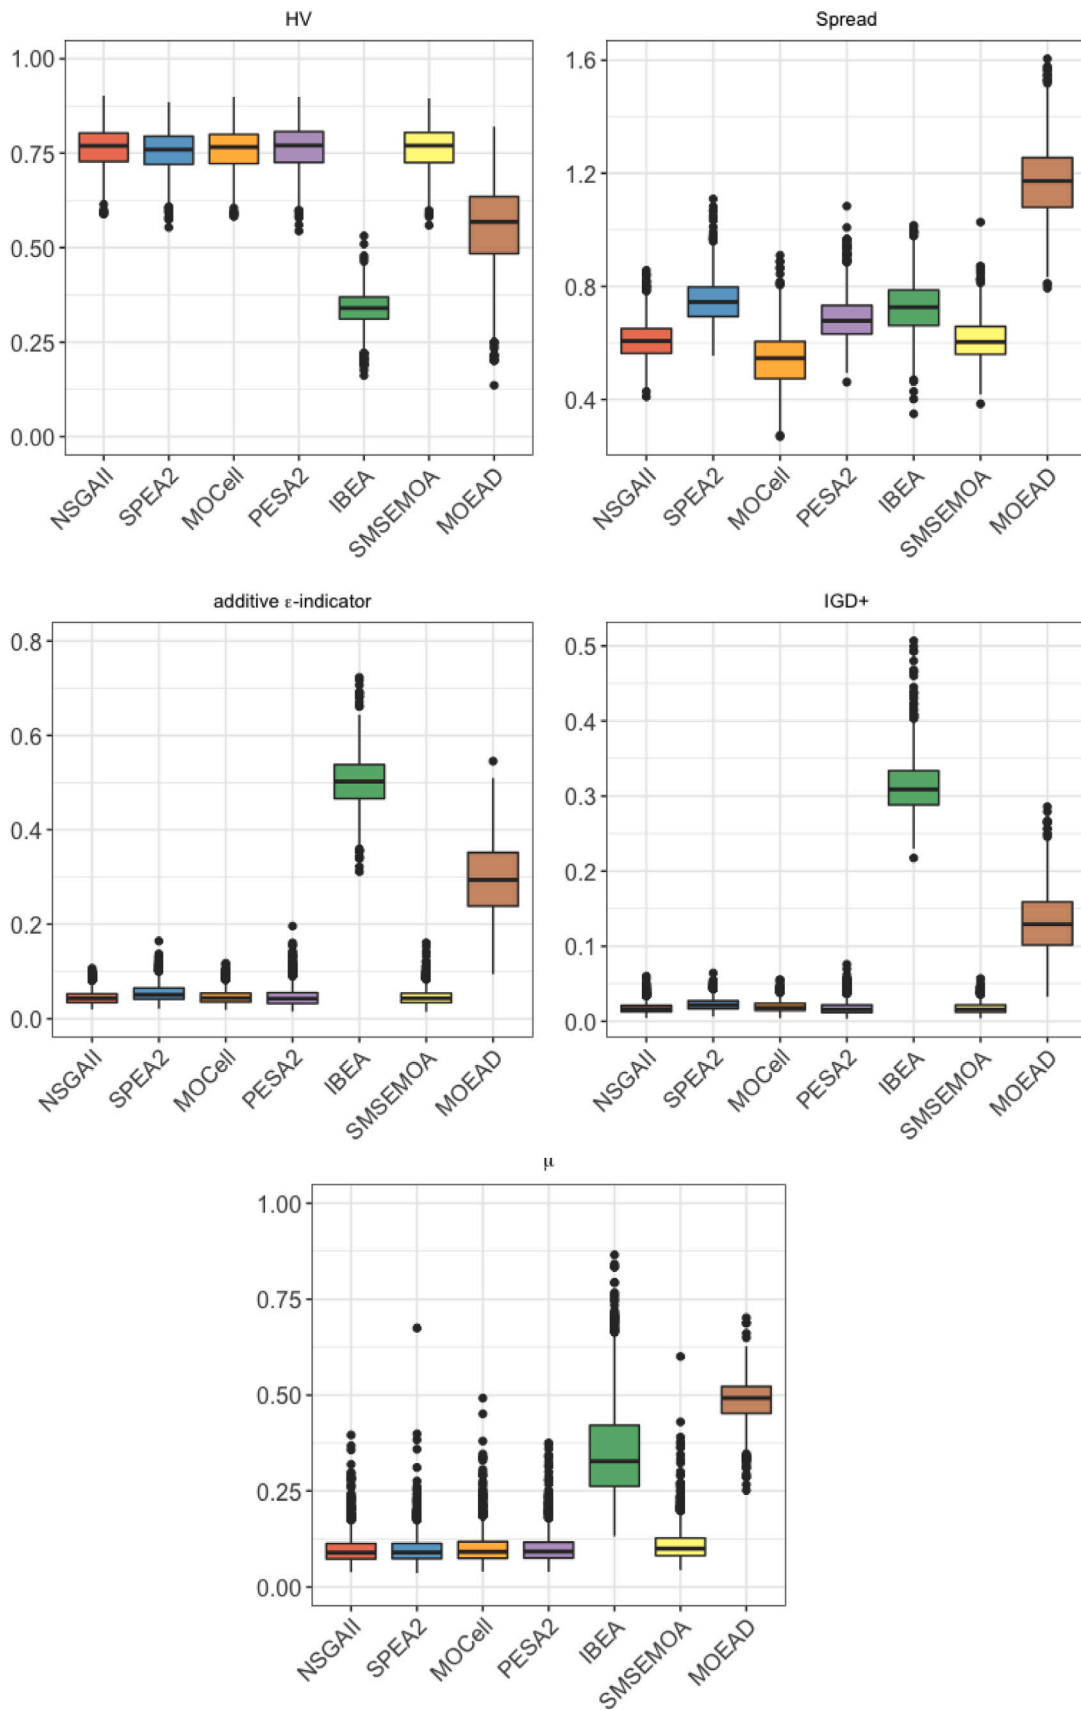 HV
1.00
0.75
0.50
0.25
0.00
NSGAII
SPEA2
MOCell
PESA2
IBEA
SMSEMOA
MOEAD
Spread
1.6
1.2
0.8
0.4
NSGAII
SPEA2
MOCell
PESA2
IBEA
SMSEMOA
MOEAD
additive ε-indicator
0.8
0.6
0.4
0.2
0.0
NSGAII
SPEA2
MOCell
PESA2
IBEA
SMSEMOA
MOEAD
IGD+
0.5
0.4
0.3
0.2
0.1
0.0
NSGAII
SPEA2
MOCell
PESA2
IBEA
SMSEMOA
MOEAD
μ
1.00
0.75
0.50
0.25
0.00
NSGAII
SPEA2
MOCell
PESA2
IBEA
SMSEMOA
MOEAD